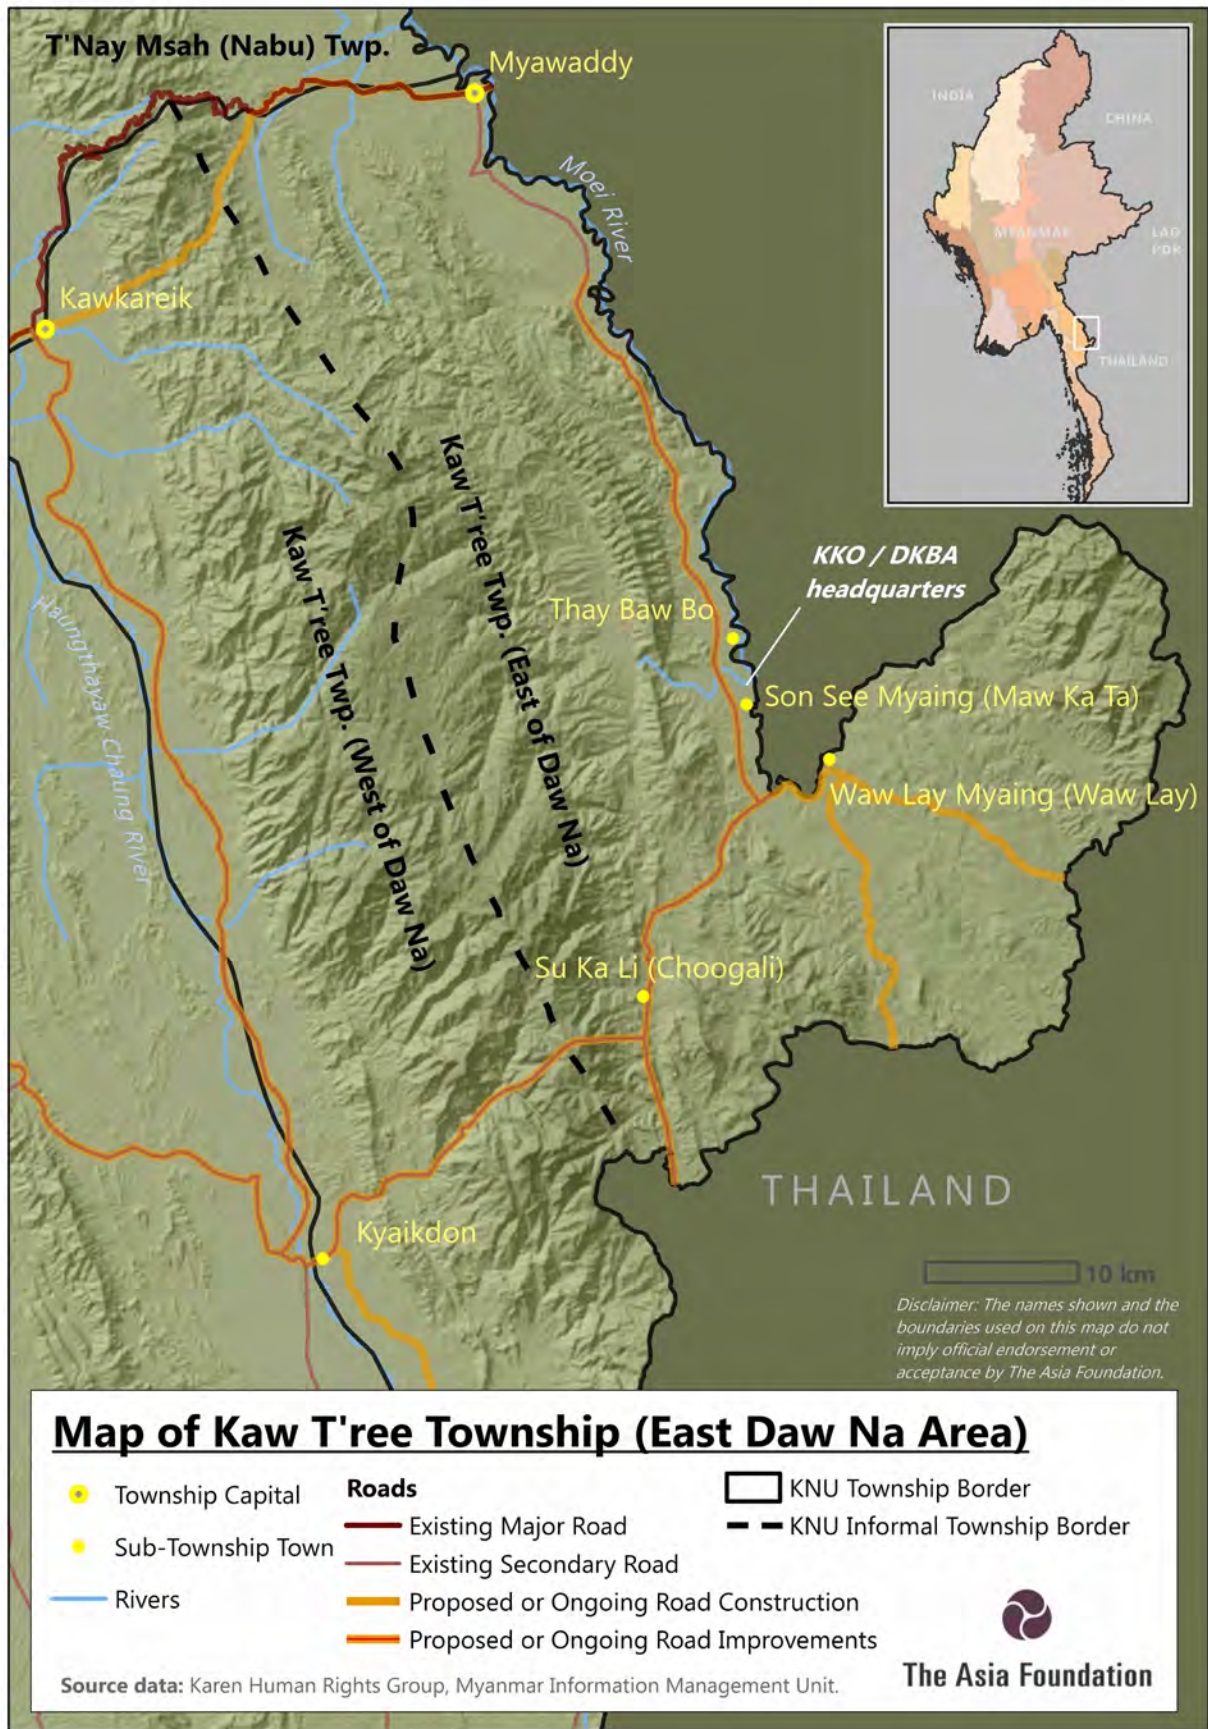 T'Nay Msah (Nabu) Twp.
Myawaddy
INDIA
CHINA
MYANMAR
LAO
PDR
THAILAND
Moei River
Kawkareik
Kaw T'ree Twp. (East of Daw Na)
Kaw T'ree Twp. (West of Daw Na)
KKO / DKBA
headquarters
Thay Baw Bo
Haungthayaw Chaung River
Son See Myaing (Maw Ka Ta)
Waw Lay Myaing (Waw Lay)
Su Ka Li (Choogali)
THAILAND
Kyaikdon
10 km
Disclaimer: The names shown and the
boundaries used on this map do not
imply official endorsement or
acceptance by The Asia Foundation.
Map of Kaw T'ree Township (East Daw Na Area)
Township Capital
Sub-Township Town
Rivers
Roads
Existing Major Road
Existing Secondary Road
Proposed or Ongoing Road Construction
Proposed or Ongoing Road Improvements
KNU Township Border
KNU Informal Township Border
The Asia Foundation
Source data: Karen Human Rights Group, Myanmar Information Management Unit.